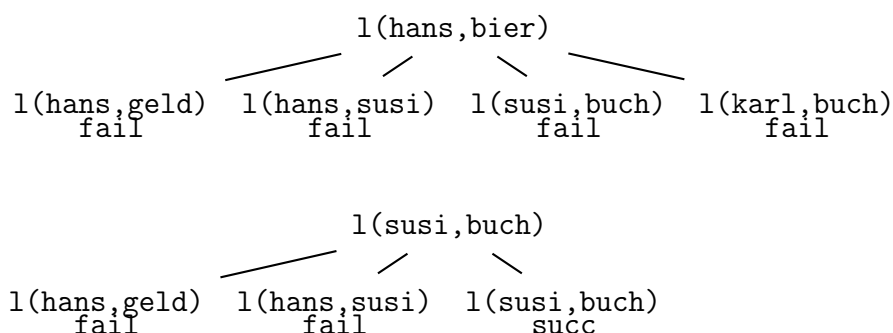 l(hans,bier)
l(hans,geld) l(hans,susi) l(susi,buch) l(karl,buch)
fail fail fail fail
l(susi,buch)
l(hans,geld) l(hans,susi) l(susi,buch)
fail fail succ